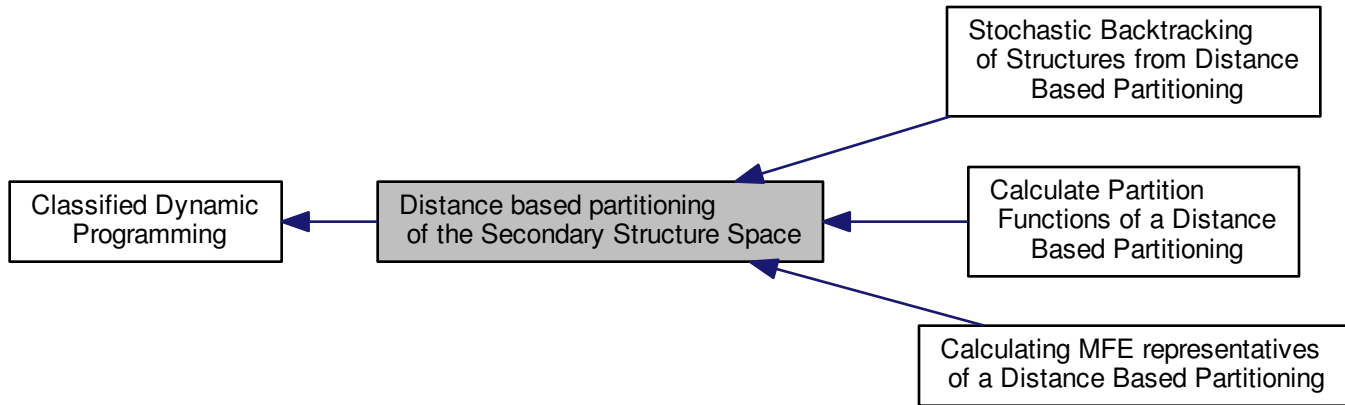 Classified Dynamic
Programming
Distance based partitioning
of the Secondary Structure Space
Stochastic Backtracking
of Structures from Distance
Based Partitioning
Calculate Partition
Functions of a Distance
Based Partitioning
Calculating MFE representatives
of a Distance Based Partitioning